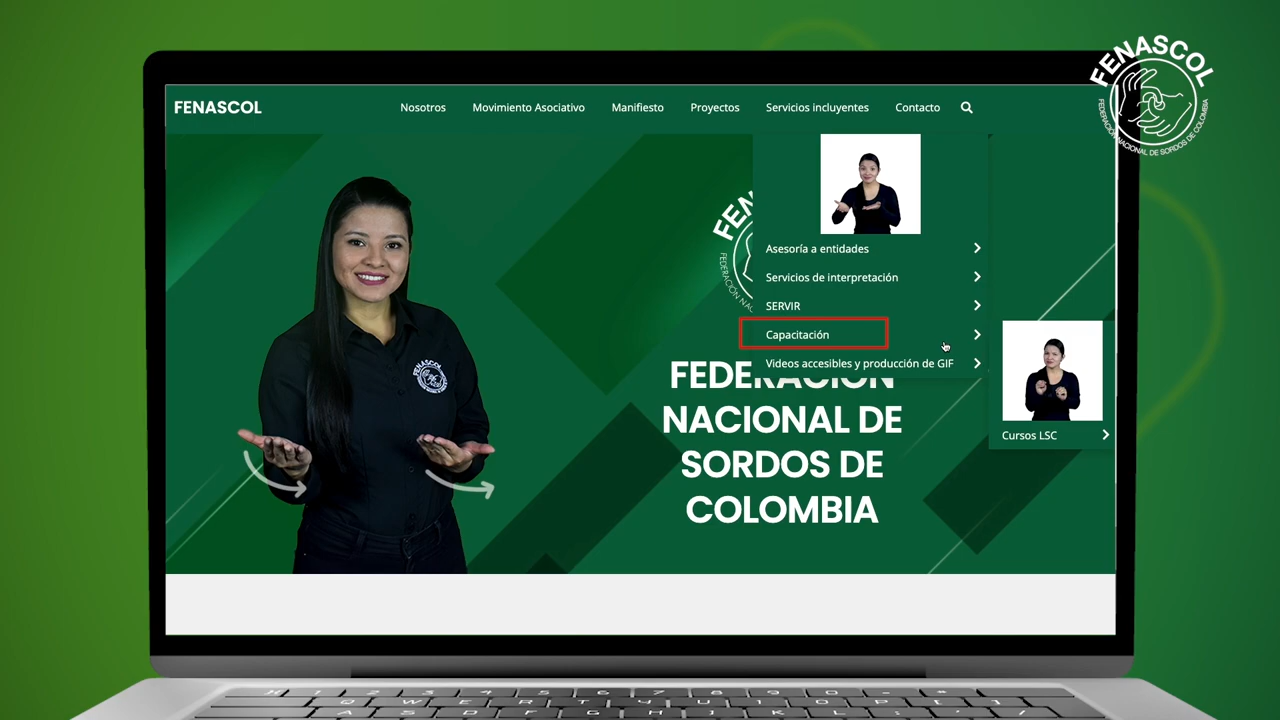 FENASCOL
FEDERACIÓN NACIONAL DE SORDOS DE COLOMBIA
FENASCOL
Nosotros
Movimiento Asociativo
Manifiesto
Proyectos
Servicios incluyentes
Contacto
Asesoría a entidades
Servicios de interpretación
SERVIR
Capacitación
Videos accesibles y producción de GIF
Cursos LSC
FENASCOL
FEDERACIÓN
NACIONAL DE
SORDOS DE
COLOMBIA